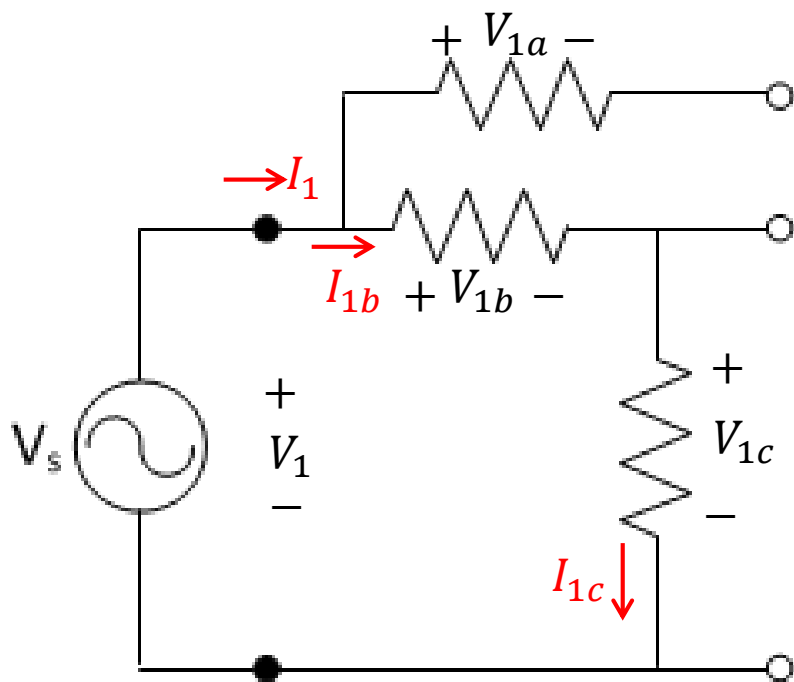 + V1a −
I1
I1b + V1b −
+
Vs V1
−
+
V1c
−
I1c